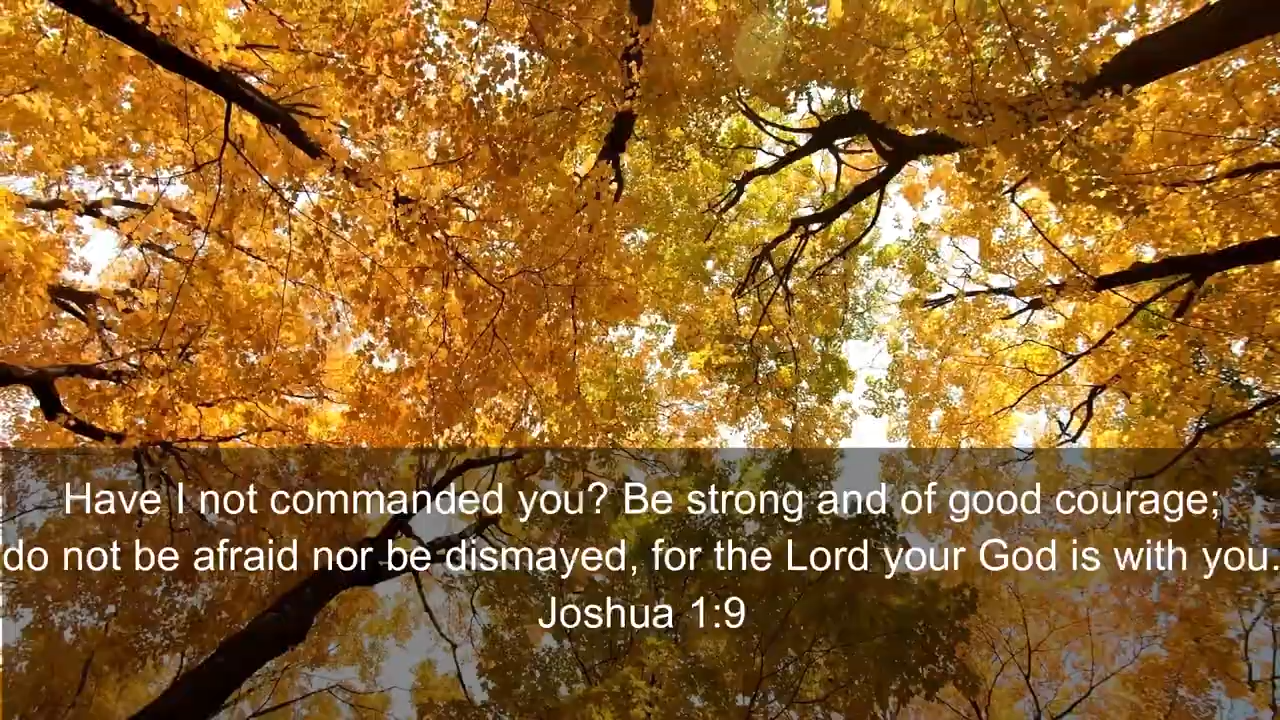 Have I not commanded you? Be strong and of good courage;
do not be afraid nor be dismayed, for the Lord your God is with you.
Joshua 1:9